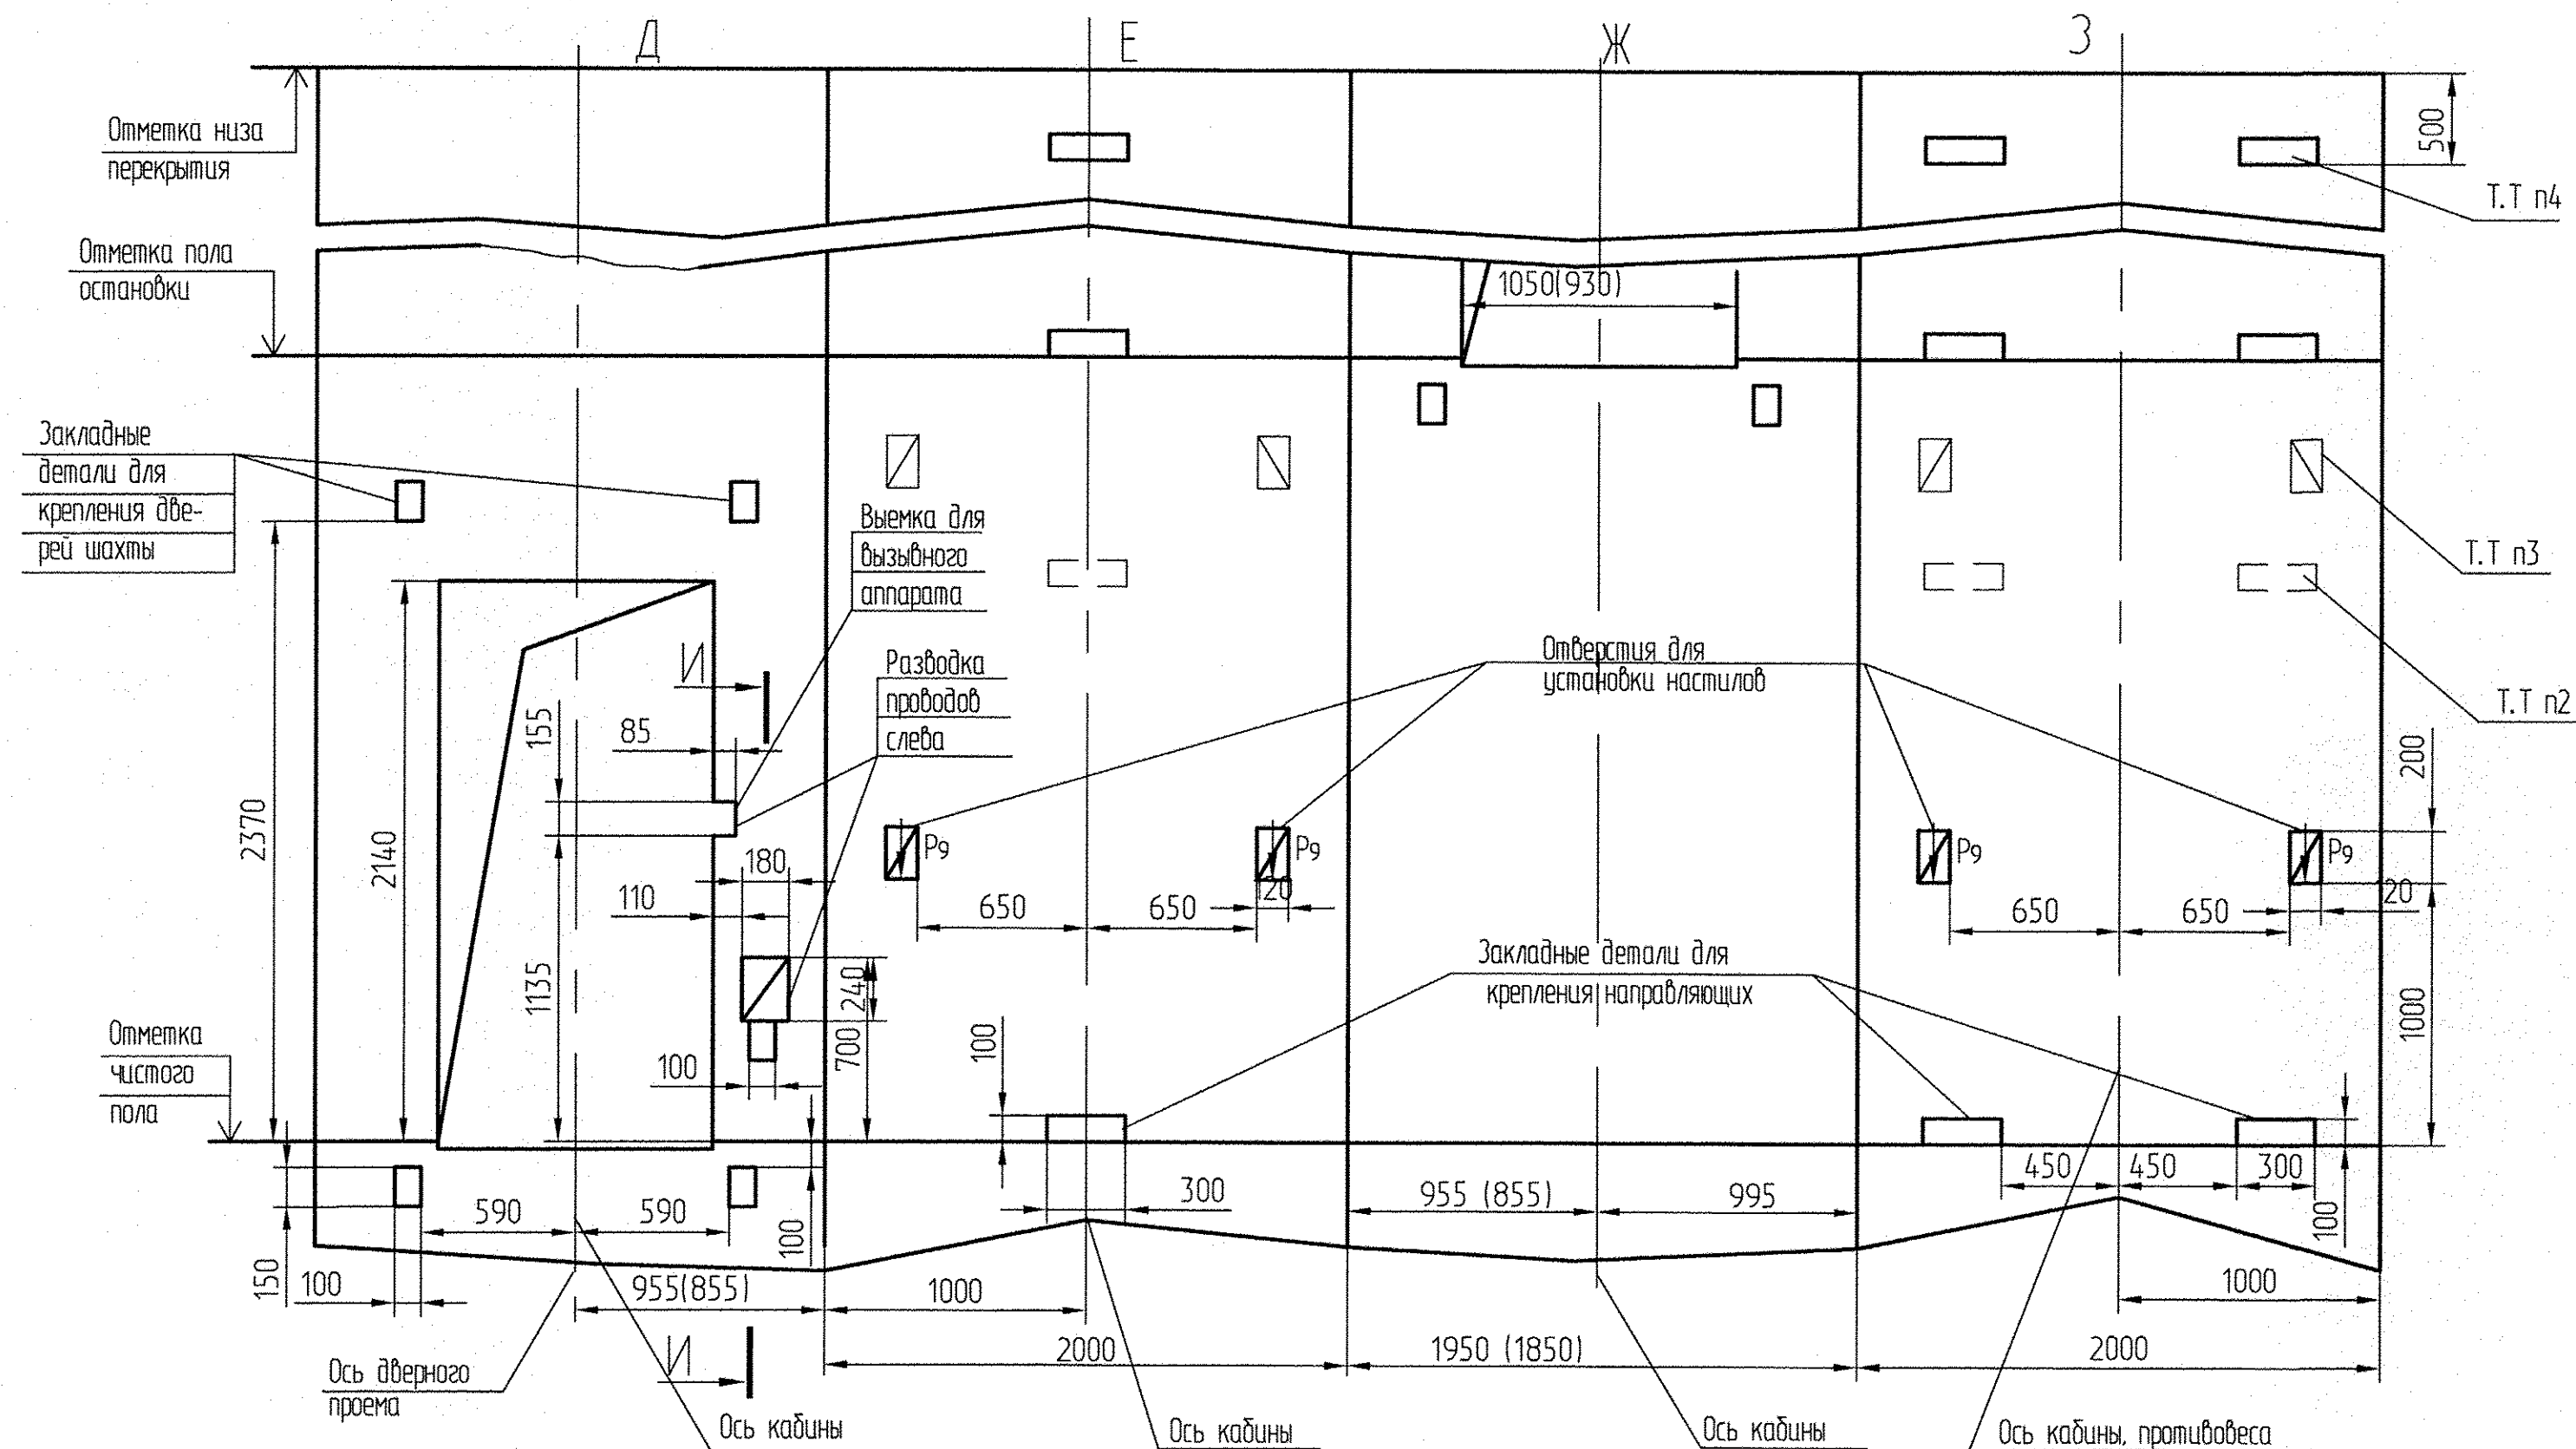 Д
Е
Ж
З
Отметка низа
перекрытия
500
Т.Т п4
Отметка пола
остановки
1050(930)
Закладные
детали для
крепления две-
рей шахты
Выемка для
вызывного
аппарата
Т.Т п3
Отверстия для
установки настилов
И
Разводка
проводов
слева
Т.Т п2
155
85
200
2370
2140
Р9
Р9
Р9
Р9
180
110
650
650
120
650
650
20
1135
240
700
Закладные детали для
крепления направляющих
1000
Отметка
чистого
пола
100
100
450
450
300
300
955 (855)
995
590
590
100
100
150
100
955(855)
1000
1000
2000
1950 (1850)
2000
И
Ось дверного
проема
Ось кабины
Ось кабины
Ось кабины
Ось кабины, противовеса